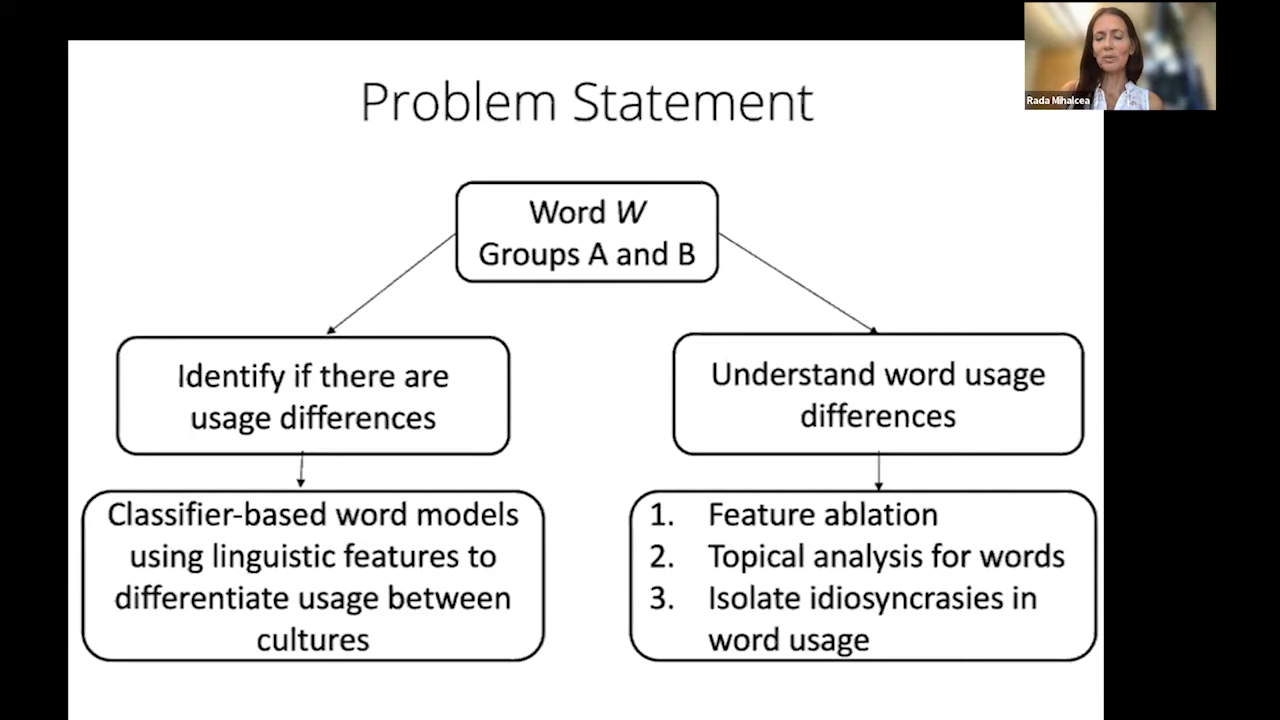 Problem Statement
Rada Mihalcea
Word W
Groups A and B
Identify if there are
usage differences
Understand word usage
differences
Classifier-based word models
using linguistic features to
differentiate usage between
cultures
1. Feature ablation
2. Topical analysis for words
3. Isolate idiosyncrasies in
word usage